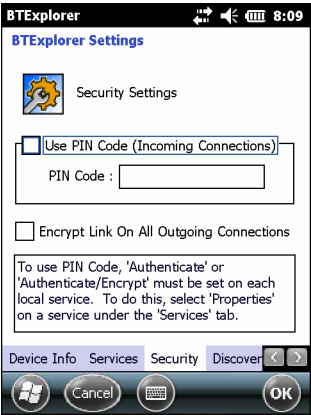 BTExplorer 8:09
BTExplorer Settings
Security Settings
Use PIN Code (Incoming Connections)
PIN Code :
Encrypt Link On All Outgoing Connections
To use PIN Code, 'Authenticate' or
'Authenticate/Encrypt' must be set on each
local service. To do this, select 'Properties'
on a service under the 'Services' tab.
Device Info Services Security Discover
Cancel OK